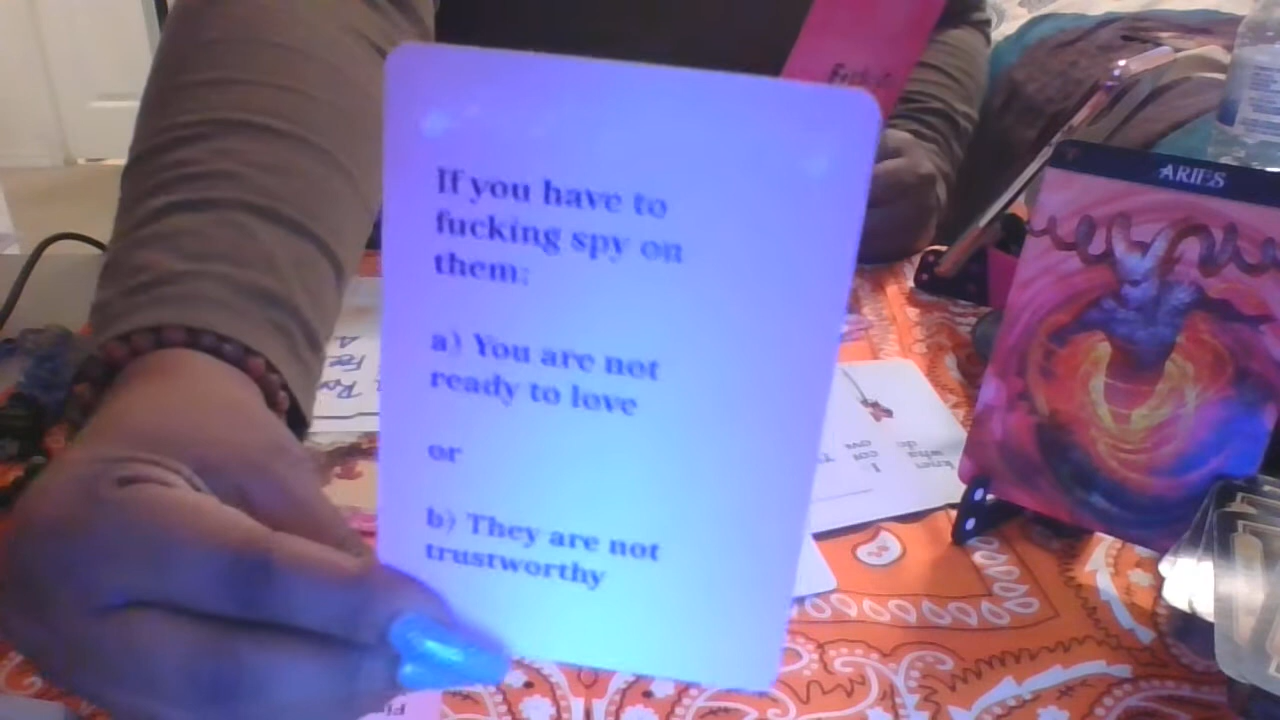 If you have to
fucking spy on
them:
a) You are not
ready to love
or
b) They are not
trustworthy
ARIES